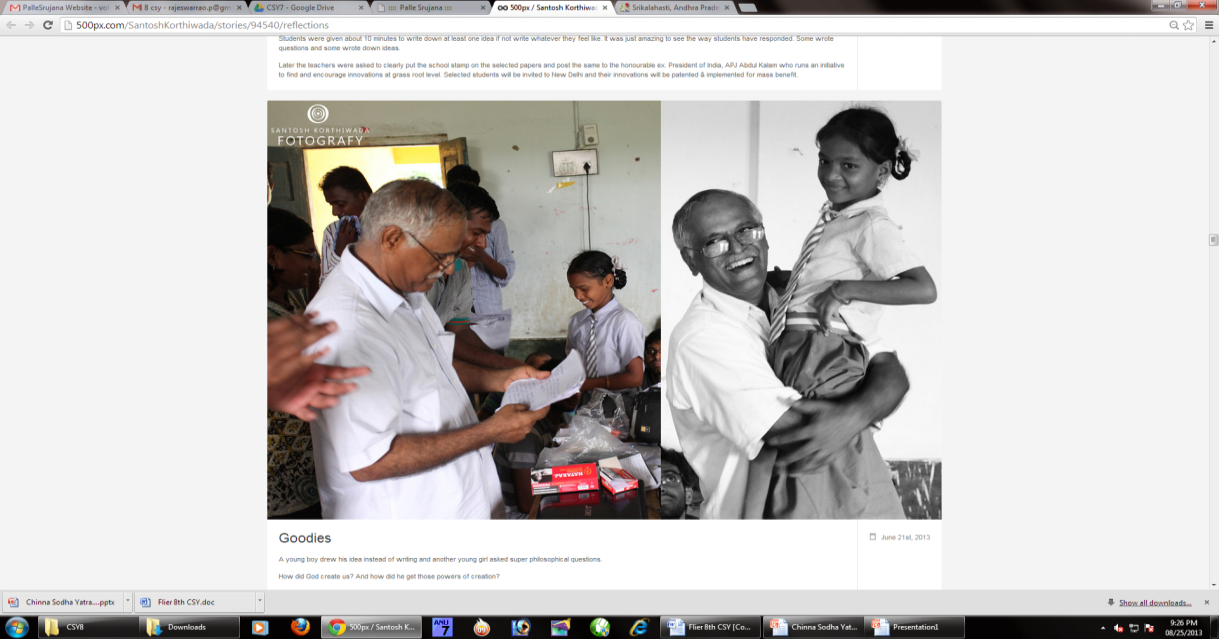 PalleSrujana Website - vol
8 csy - rajeswarrao.p@gm
CSY7 - Google Drive
::: Palle Srujana :::
500px / Santosh Korthiwad
Srikalahasti, Andhra Prade
500px.com/SantoshKorthiwada/stories/94540/reflections
Students were given about 10 minutes to write down at least one idea if not write whatever they feel like. It was just amazing to see the way students have responded. Some wrote
questions and some wrote down ideas.
Later the teachers were asked to clearly put the school stamp on the selected papers and post the same to the honourable ex. President of India, APJ Abdul Kalam who runs an initiative
to find and encourage innovations at grass root level. Selected students will be invited to New Delhi and their innovations will be patented & implemented for mass benefit.
SANTOSH KORTHIWADA
FOTOGRAFY
NATARAJ
Goodies
June 21st, 2013
A young boy drew his idea instead of writing and another young girl asked super philosophical questions.
How did God create us? And how did he get those powers of creation?
Chinna Sodha Yatra....pptx
Flier 8th CSY.doc
Show all downloads...
CSY8
Downloads
500px / Santosh K...
ANU
7
Flier 8th CSY [Co...
Chinna Sodha Yat...
Presentation1
9:26 PM
08/25/2013